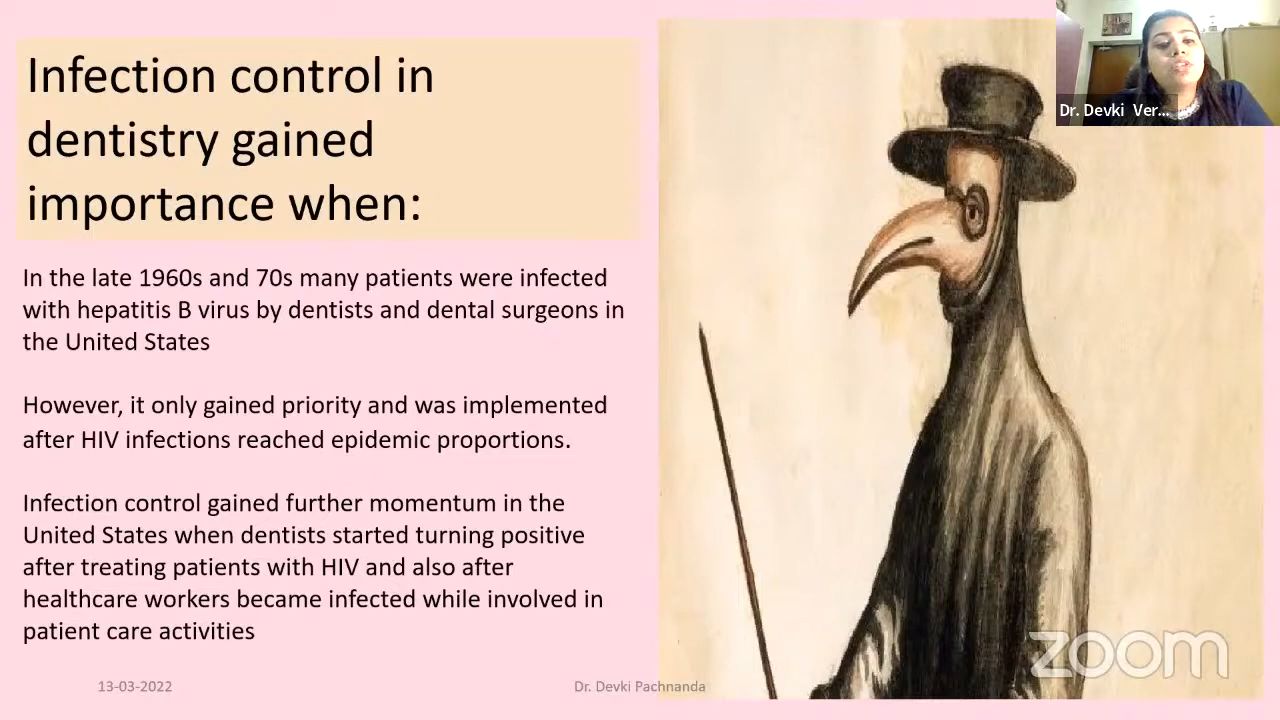 Infection control in
dentistry gained
importance when:
In the late 1960s and 70s many patients were infected
with hepatitis B virus by dentists and dental surgeons in
the United States
However, it only gained priority and was implemented
after HIV infections reached epidemic proportions.
Infection control gained further momentum in the
United States when dentists started turning positive
after treating patients with HIV and also after
healthcare workers became infected while involved in
patient care activities
13-03-2022
Dr. Devki Pachnanda
Dr. Devki Ver...
zoom